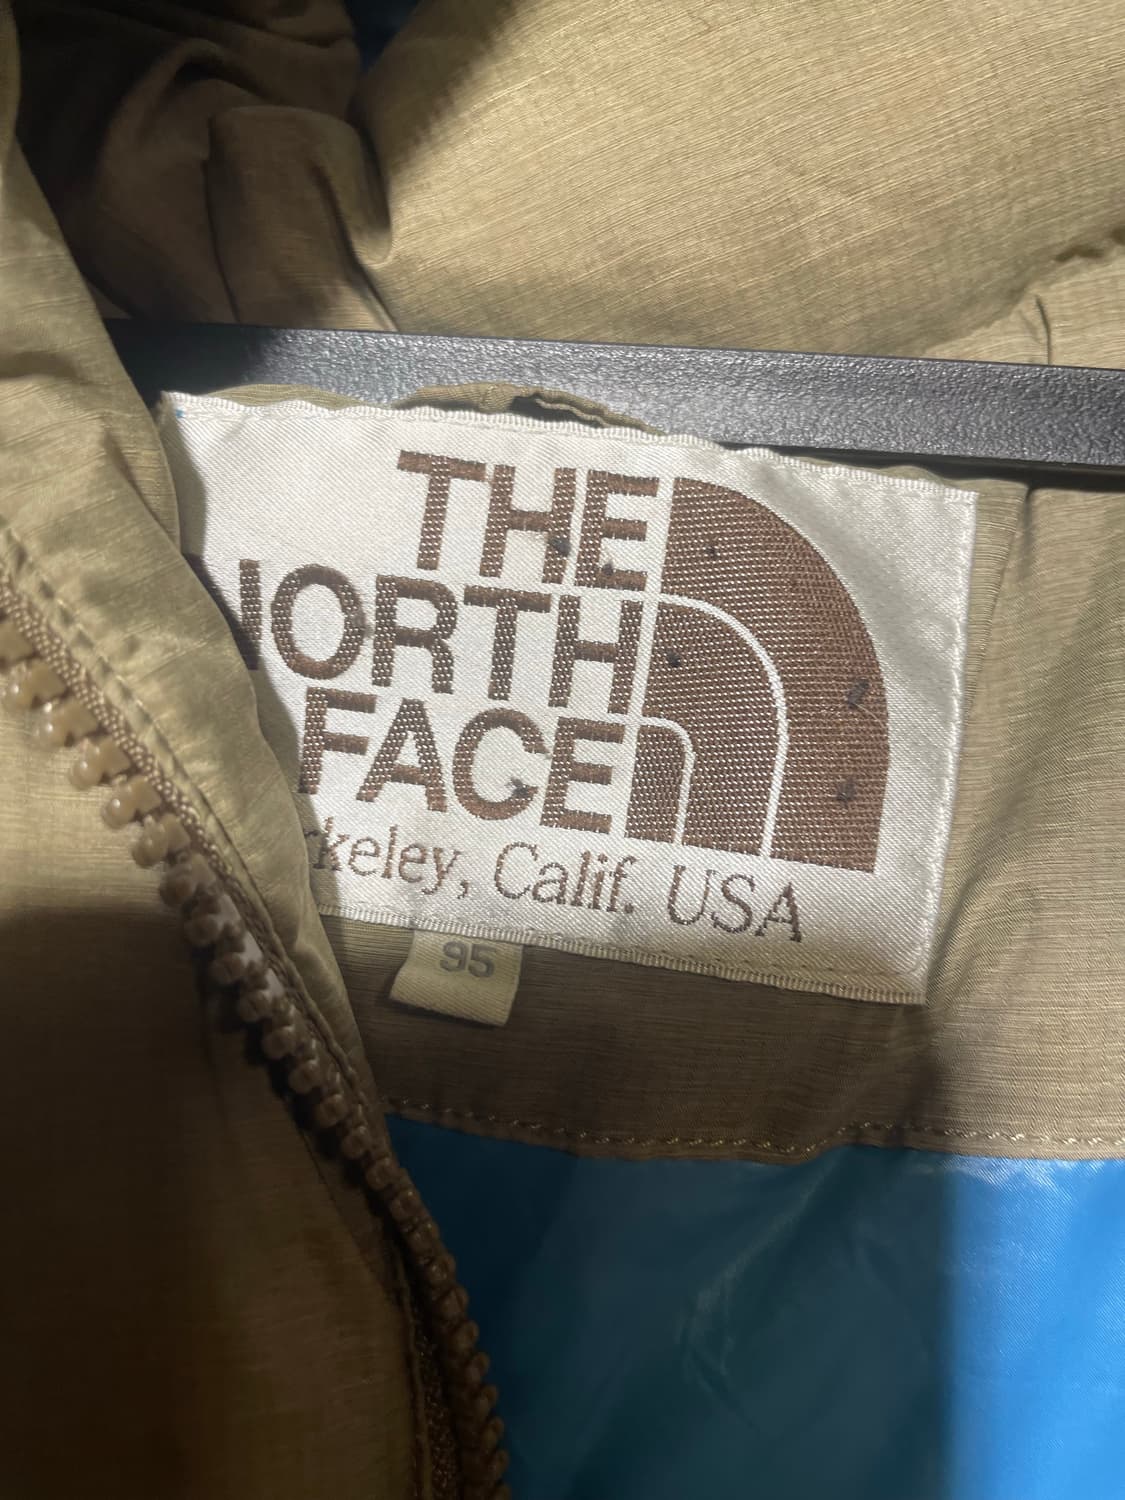 THE
NORTH
FACE
rkeley, Calif. USA
95